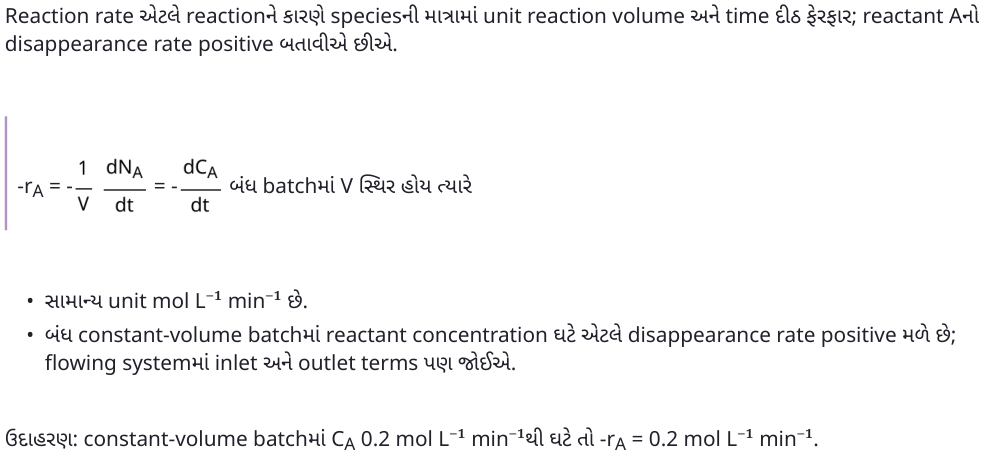 Reaction rate એટલે reactionને કારણે speciesની માત્રામાં unit reaction volume અને time દીઠ ફેરફાર; reactant Aનો
disappearance rate positive બતાવીએ છીએ.
-r_A = -\frac{1}{V} \frac{dN_A}{dt} = -\frac{dC_A}{dt} બંધ batchમાં V સ્થિર હોય ત્યારે
• સામાન્ય unit mol L⁻¹ min⁻¹ છે.
• બંધ constant-volume batchમાં reactant concentration ઘટે એટલે disappearance rate positive મળે છે;
flowing systemમાં inlet અને outlet terms પણ જોઈએ.
ઉદાહરણ: constant-volume batchમાં C_A 0.2 mol L⁻¹ min⁻¹થી ઘટે તો -r_A = 0.2 mol L⁻¹ min⁻¹.